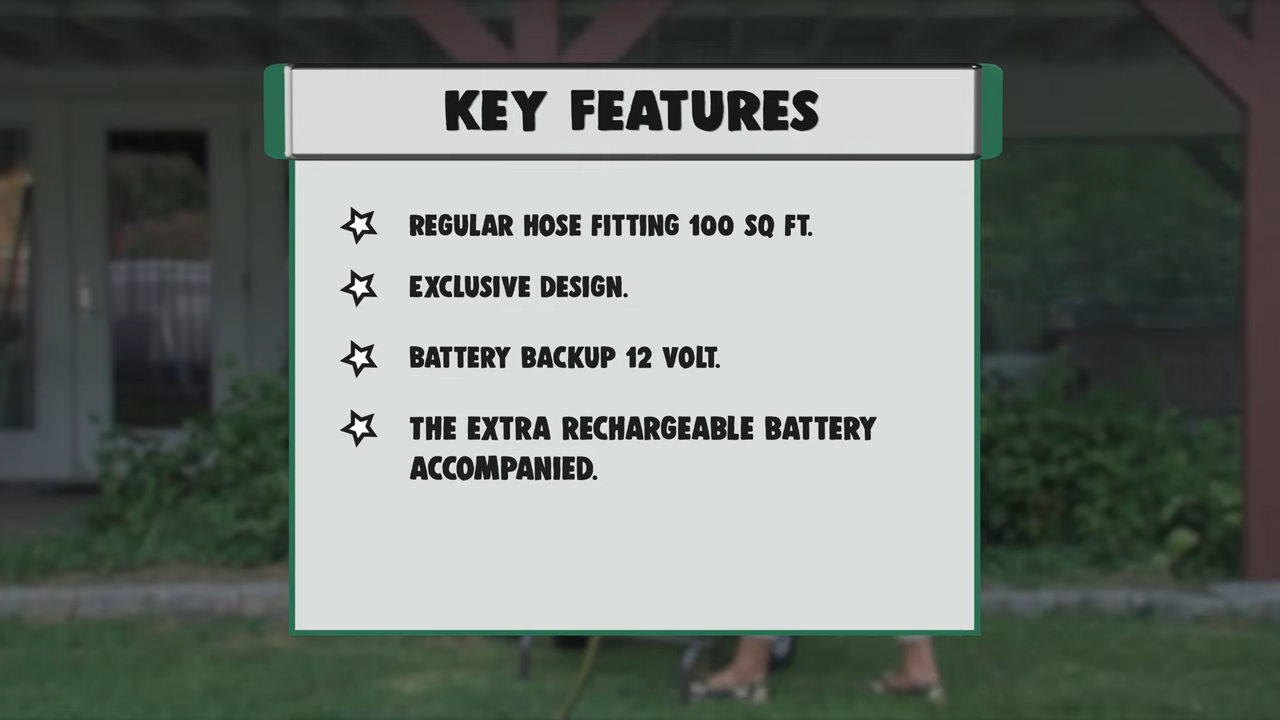 KEY FEATURES
REGULAR HOSE FITTING 100 SQ FT.
EXCLUSIVE DESIGN.
BATTERY BACKUP 12 VOLT.
THE EXTRA RECHARGEABLE BATTERY
ACCOMPANIED.